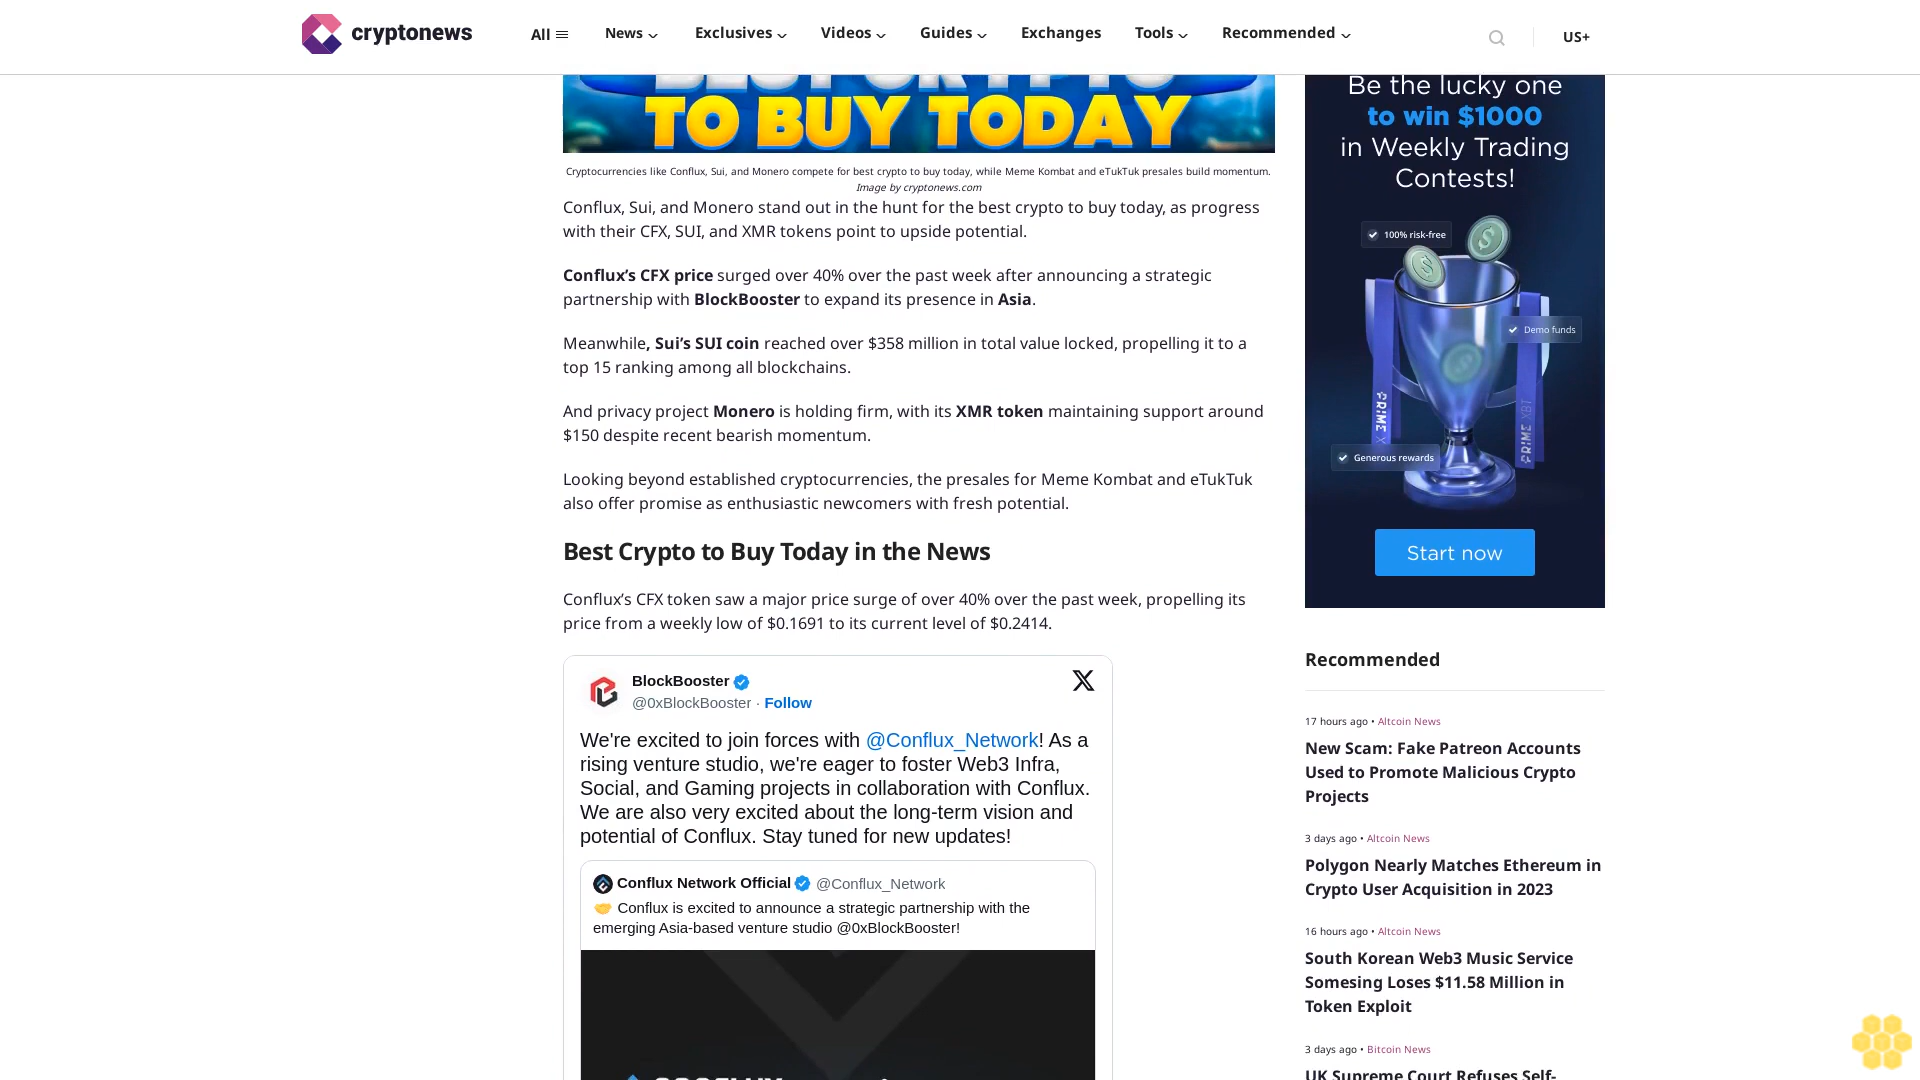 cryptonews
All
News
Exclusives
Videos
Guides
Exchanges
Tools
Recommended
US+
BEST CRYPTO
TO BUY TODAY
Cryptocurrencies like Conflux, Sui, and Monero compete for best crypto to buy today, while Meme Kombat and eTukTuk presales build momentum.
Image by cryptonews.com
Conflux, Sui, and Monero stand out in the hunt for the best crypto to buy today, as progress
with their CFX, SUI, and XMR tokens point to upside potential.
Conflux’s CFX price surged over 40% over the past week after announcing a strategic
partnership with BlockBooster to expand its presence in Asia.
Meanwhile, Sui’s SUI coin reached over $358 million in total value locked, propelling it to a
top 15 ranking among all blockchains.
And privacy project Monero is holding firm, with its XMR token maintaining support around
$150 despite recent bearish momentum.
Looking beyond established cryptocurrencies, the presales for Meme Kombat and eTukTuk
also offer promise as enthusiastic newcomers with fresh potential.
Best Crypto to Buy Today in the News
Conflux’s CFX token saw a major price surge of over 40% over the past week, propelling its
price from a weekly low of $0.1691 to its current level of $0.2414.
BlockBooster
@0xBlockBooster · Follow
We're excited to join forces with @Conflux_Network! As a
rising venture studio, we're eager to foster Web3 Infra,
Social, and Gaming projects in collaboration with Conflux.
We are also very excited about the long-term vision and
potential of Conflux. Stay tuned for new updates!
Conflux Network Official @Conflux_Network
🤝 Conflux is excited to announce a strategic partnership with the
emerging Asia-based venture studio @0xBlockBooster!
Be the lucky one
to win $1000
in Weekly Trading
Contests!
100% risk-free
Demo funds
PRIME X
PRIME XBT
Generous rewards
Start now
Recommended
17 hours ago • Altcoin News
New Scam: Fake Patreon Accounts
Used to Promote Malicious Crypto
Projects
3 days ago • Altcoin News
Polygon Nearly Matches Ethereum in
Crypto User Acquisition in 2023
16 hours ago • Altcoin News
South Korean Web3 Music Service
Somesing Loses $11.58 Million in
Token Exploit
3 days ago • Bitcoin News
UK Supreme Court Refuses Self-